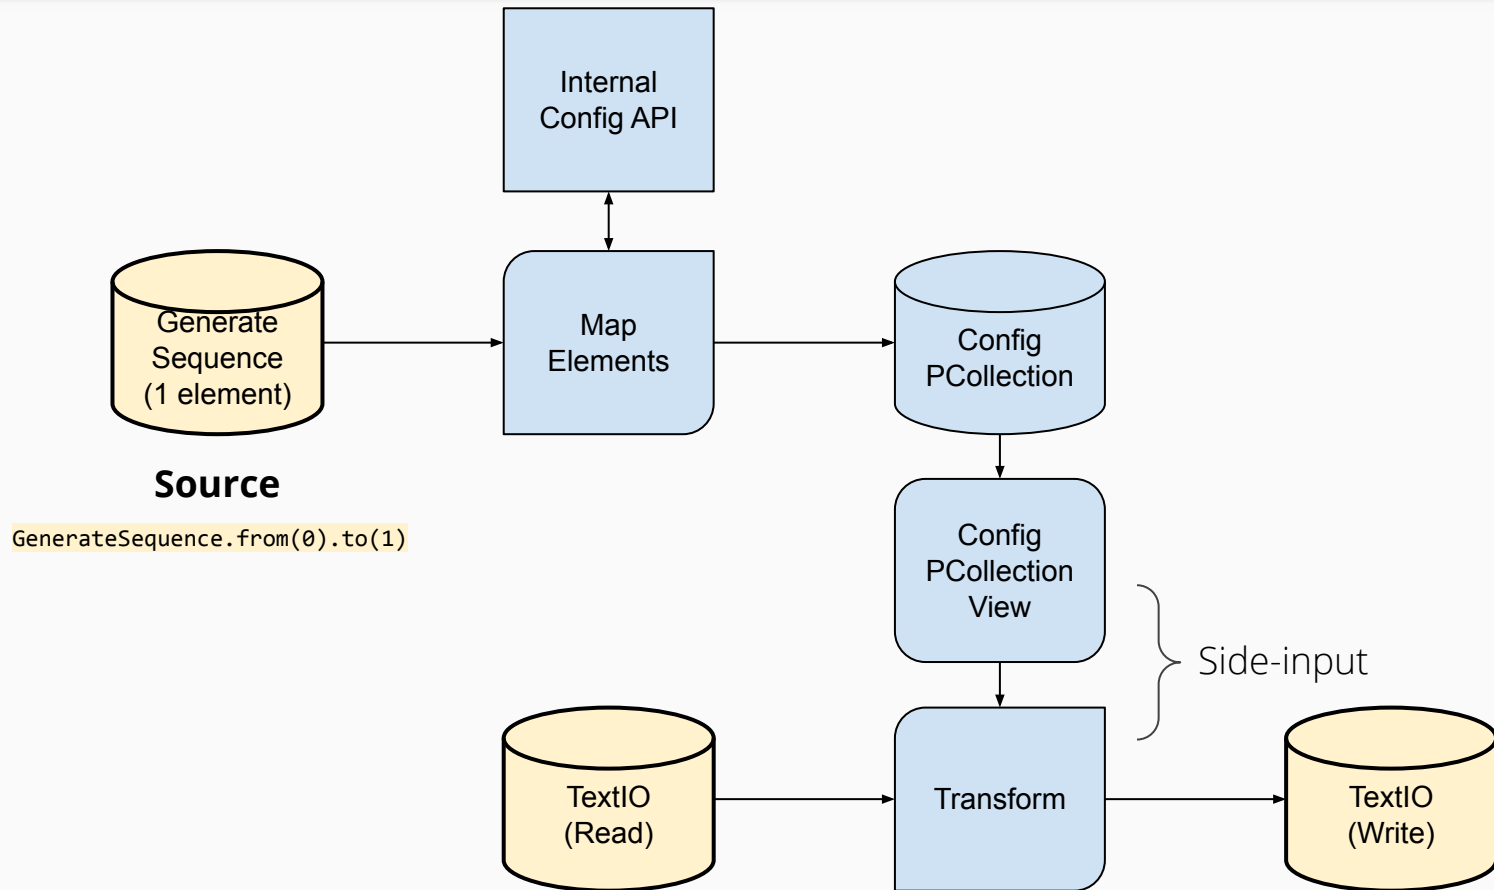 Internal
Config API
Generate
Sequence
(1 element)
Map
Elements
Config
PCollection
Source
GenerateSequence.from(0).to(1)
Config
PCollection
View
Side-input
TextIO
(Read)
Transform
TextIO
(Write)